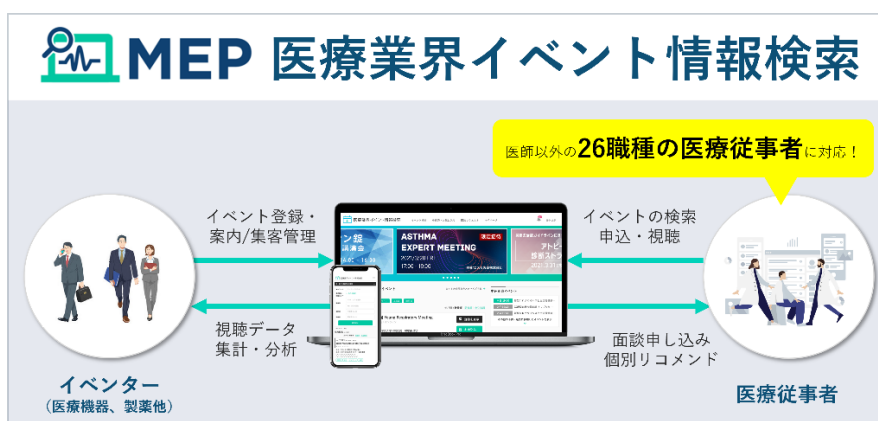 MEP 医療業界イベント情報検索
医師以外の26職種の医療従事者に対応！
イベント登録・
案内/集客管理
イベントの検索
申込・視聴
ASTHMA
EXPERT MEETING
視聴データ
集計・分析
面談申し込み
個別リコメンド
イベンター
（医療機器、製薬他）
医療従事者